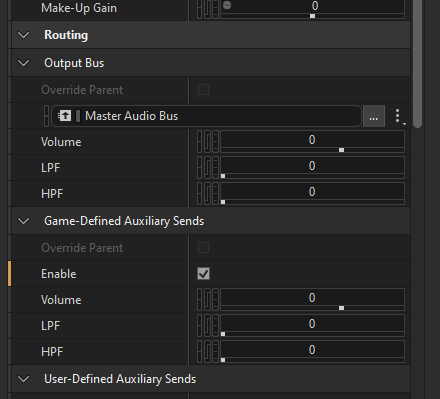 Make-Up Gain 0
Routing
Output Bus
Override Parent
Master Audio Bus ...
Volume 0
LPF 0
HPF 0
Game-Defined Auxiliary Sends
Override Parent
Enable
Volume 0
LPF 0
HPF 0
User-Defined Auxiliary Sends